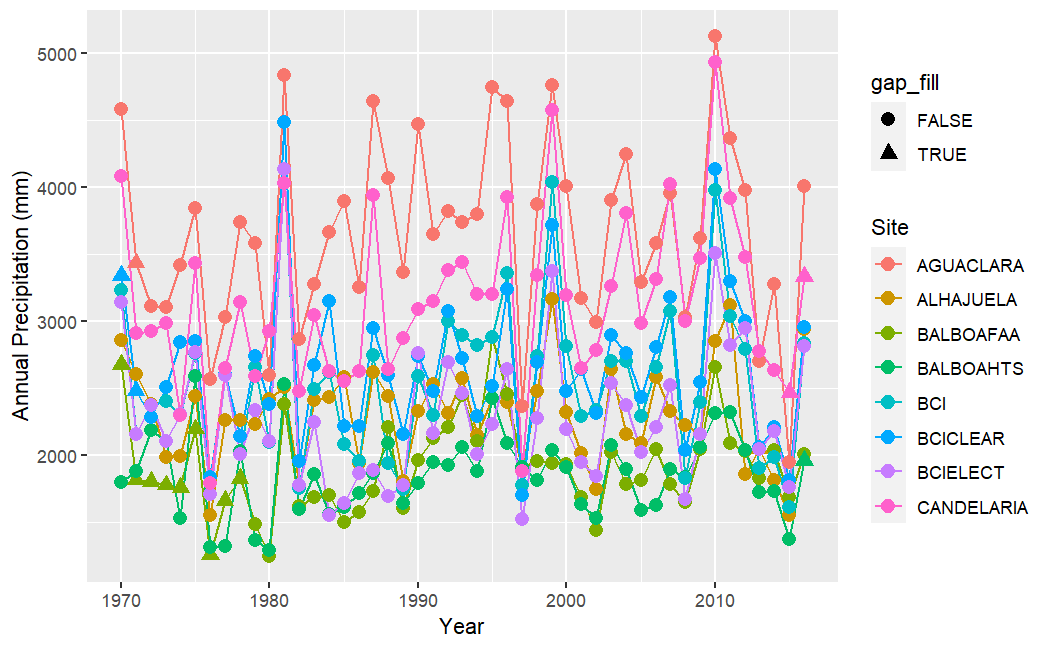 Annual Precipitation (mm)
5000
4000
3000
2000
1970
1980
1990
2000
2010
Year
gap_fill
FALSE
TRUE
Site
AGUACLARA
ALHAJUELA
BALBOAFAA
BALBOAHTS
BCI
BCICLEAR
BCIELECT
CANDELARIA